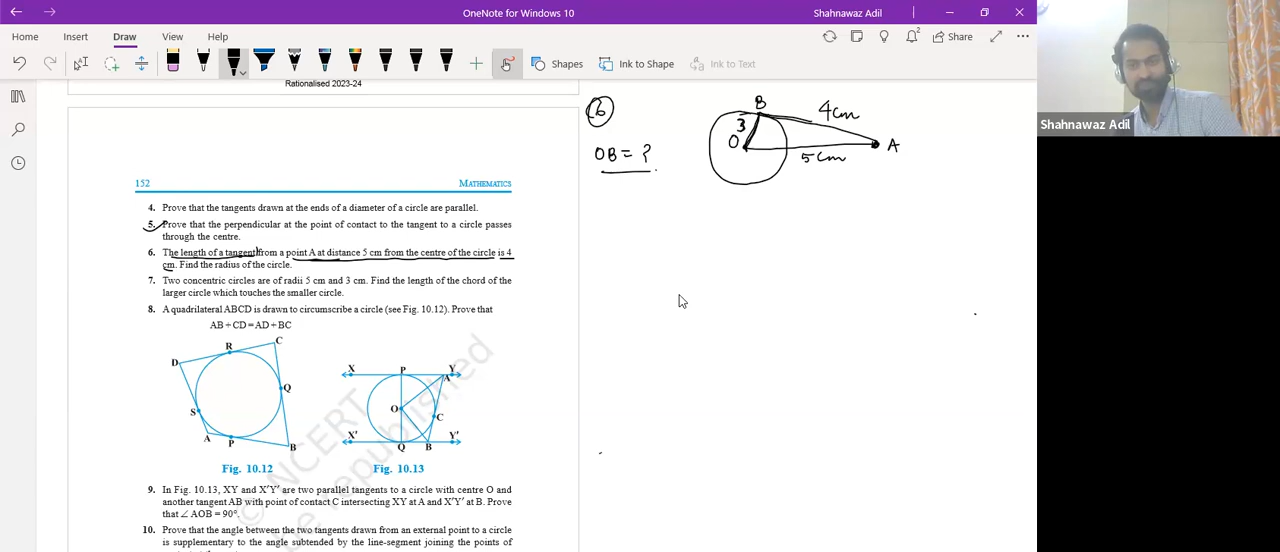 OneNote for Windows 10
Shahnawaz Adil
Home Insert Draw View Help
Share
Shapes Ink to Shape Ink to Text
Rationalised 2023-24
152 MATHEMATICS
4. Prove that the tangents drawn at the ends of a diameter of a circle are parallel.
5. Prove that the perpendicular at the point of contact to the tangent to a circle passes
through the centre.
6. The length of a tangent from a point A at distance 5 cm from the centre of the circle is 4
cm. Find the radius of the circle.
7. Two concentric circles are of radii 5 cm and 3 cm. Find the length of the chord of the
larger circle which touches the smaller circle.
8. A quadrilateral ABCD is drawn to circumscribe a circle (see Fig. 10.12). Prove that
AB + CD = AD + BC
D R C Q S A P B
X P Y A O C X′ Q B Y′
Fig. 10.12 Fig. 10.13
© NCERT
be republished
9. In Fig. 10.13, XY and X′Y′ are two parallel tangents to a circle with centre O and
another tangent AB with point of contact C intersecting XY at A and X′Y′ at B. Prove
that ∠ AOB = 90°.
10. Prove that the angle between the two tangents drawn from an external point to a circle
is supplementary to the angle subtended by the line-segment joining the points of
OB = ?
B
4cm
3
O
5cm
A
Shahnawaz Adil